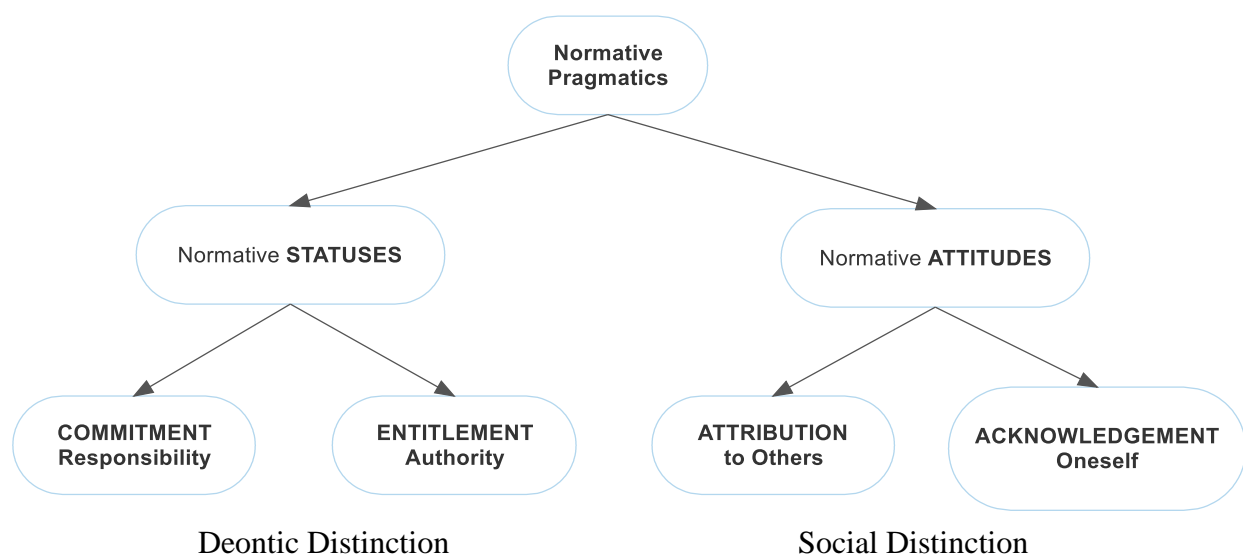 Normative
Pragmatics
Normative STATUSES
Normative ATTITUDES
COMMITMENT
Responsibility
ENTITLEMENT
Authority
ATTRIBUTION
to Others
ACKNOWLEDGEMENT
Oneself
Deontic Distinction
Social Distinction